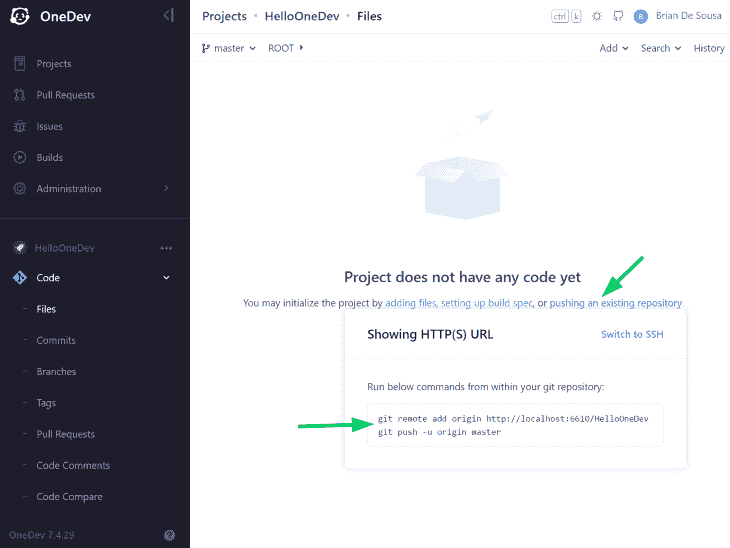 OneDev
Projects
Pull Requests
Issues
Builds
Administration
HelloOneDev
Code
Files
Commits
Branches
Tags
Pull Requests
Code Comments
Code Compare
OneDev 7.4.29
Projects • HelloOneDev • Files
ctrl k
B Brian De Sousa
master ROOT
Add Search History
Project does not have any code yet
You may initialize the project by adding files, setting up build spec, or pushing an existing repository
Showing HTTP(S) URL Switch to SSH
Run below commands from within your git repository:
git remote add origin http://localhost:6610/HelloOneDev
git push -u origin master